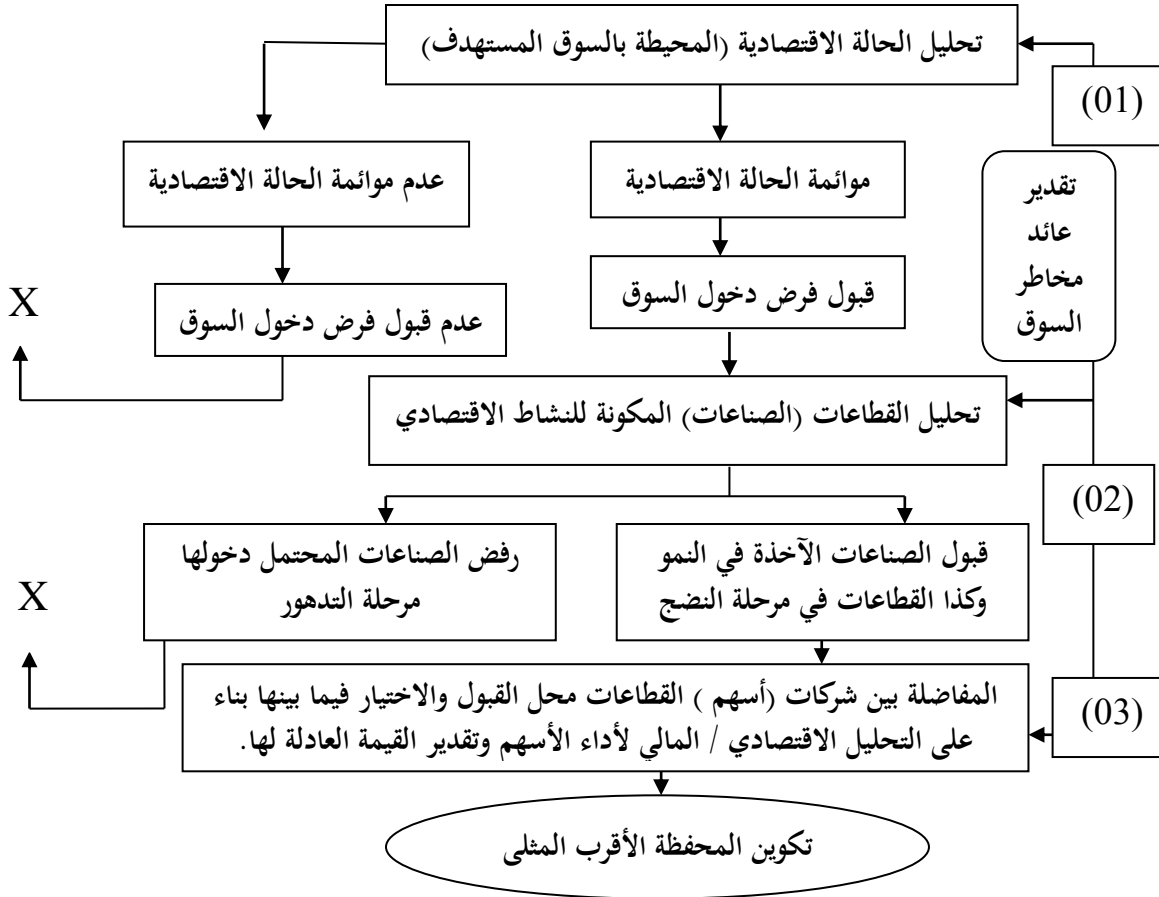 تحليل الحالة الاقتصادية (المحيطة بالسوق المستهدف)
(01)
موائمة الحالة الاقتصادية
عدم موائمة الحالة الاقتصادية
تقدير
عائد
مخاطر
السوق
قبول فرض دخول السوق
عدم قبول فرض دخول السوق
X
تحليل القطاعات (الصناعات) المكونة للنشاط الاقتصادي
(02)
قبول الصناعات الآخذة في النمو
وكذا القطاعات في مرحلة النضج
رفض الصناعات المحتمل دخولها
مرحلة التدهور
X
المفاضلة بين شركات (أسهم ) القطاعات محل القبول والاختيار فيما بينها بناء
على التحليل الاقتصادي / المالي لأداء الأسهم وتقدير القيمة العادلة لها.
(03)
تكوين المحفظة الأقرب المثلى